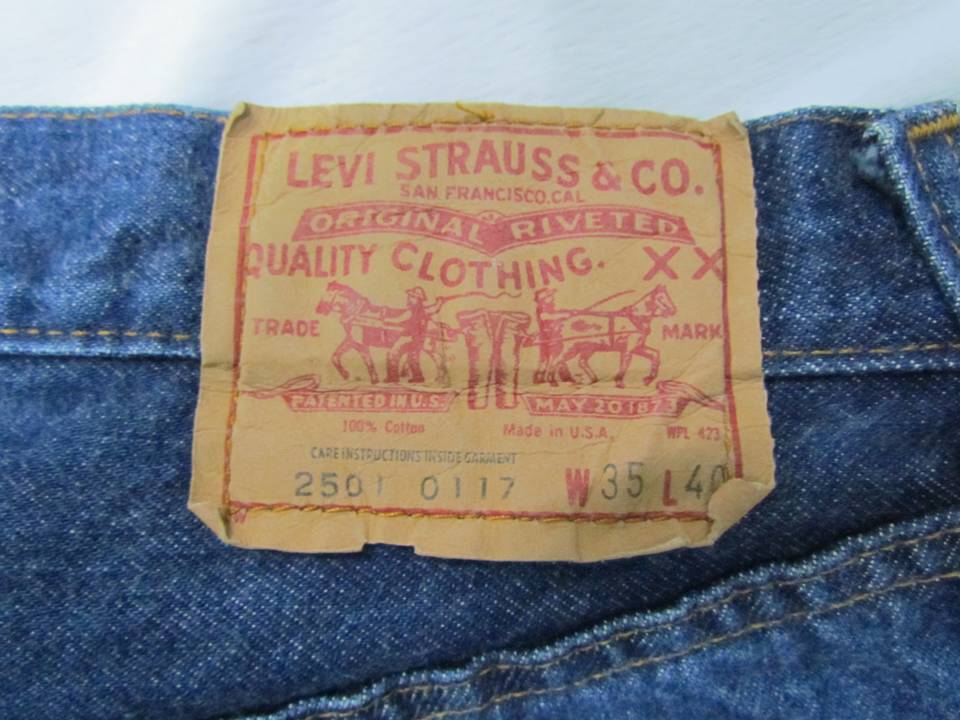 LEVI STRAUSS & CO.
SAN FRANCISCO.CAL
ORIGINAL RIVETED
QUALITY CLOTHING. XX
TRADE MARK
PATENTED IN U.S. MAY 20 1873
100% Cotton Made in U.S.A. WPL 423
CARE INSTRUCTIONS INSIDE GARMENT
2501 0117 W35 L40
W